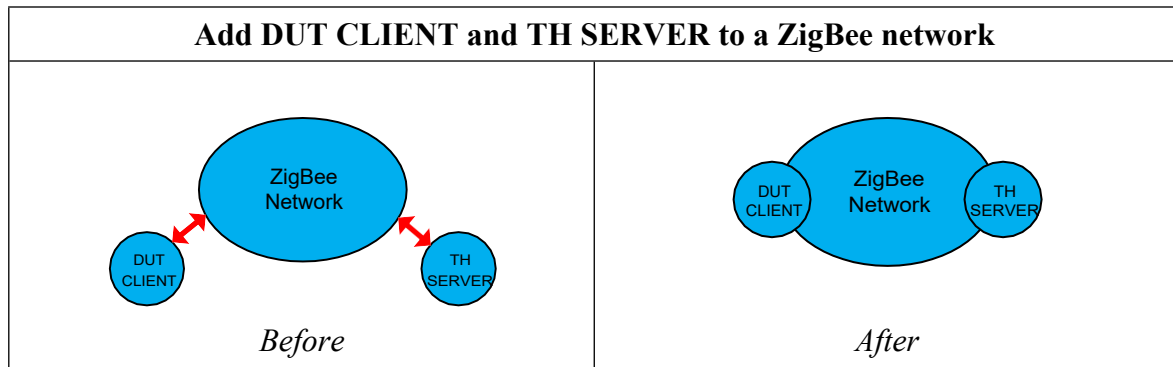 Add DUT CLIENT and TH SERVER to a ZigBee network
ZigBee
Network
DUT
CLIENT
TH
SERVER
Before
ZigBee
Network
DUT
CLIENT
TH
SERVER
After